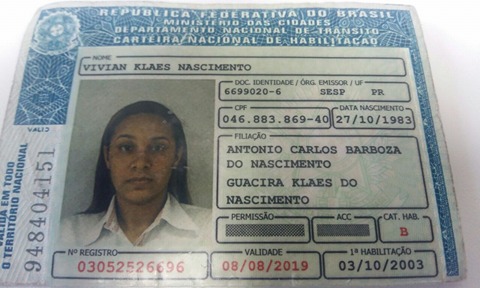 REPÚBLICA FEDERATIVA DO BRASIL
MINISTÉRIO DAS CIDADES
DEPARTAMENTO NACIONAL DE TRÂNSITO
CARTEIRA NACIONAL DE HABILITAÇÃO
NOME
VIVIAN KLAES NASCIMENTO
DOC. IDENTIDADE / ÓRG. EMISSOR / UF
6699020-6 SESP PR
CPF DATA NASCIMENTO
046.883.869-40 27/10/1983
FILIAÇÃO
ANTONIO CARLOS BARBOZA
DO NASCIMENTO
GUACIRA KLAES DO
NASCIMENTO
PERMISSÃO ACC CAT. HAB.
B
Nº REGISTRO VALIDADE 1ª HABILITAÇÃO
03052526696 08/08/2019 03/10/2003
VÁLIDA EM TODO
O TERRITÓRIO NACIONAL
948404151